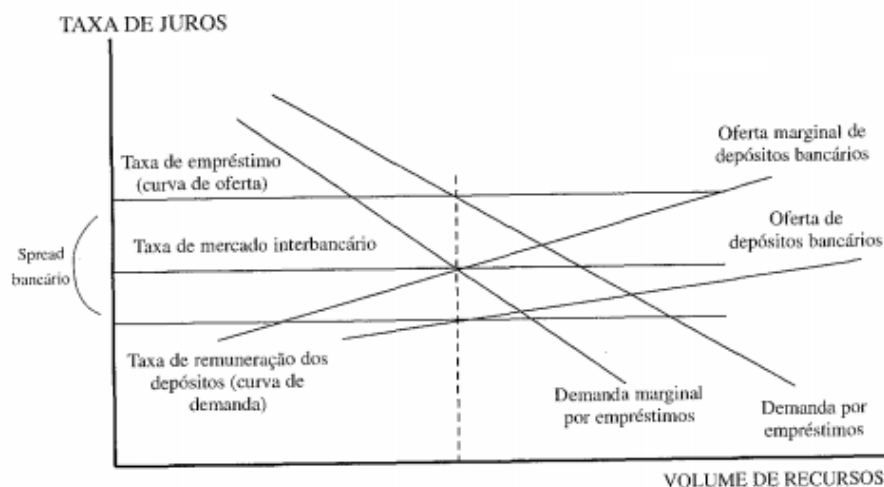 TAXA DE JUROS
Oferta marginal de
depósitos bancários
Taxa de empréstimo
(curva de oferta)
Oferta de
depósitos bancários
Spread
bancário
Taxa de mercado interbancário
Taxa de remuneração dos
depósitos (curva de
demanda)
Demanda marginal
por empréstimos
Demanda por
empréstimos
VOLUME DE RECURSOS